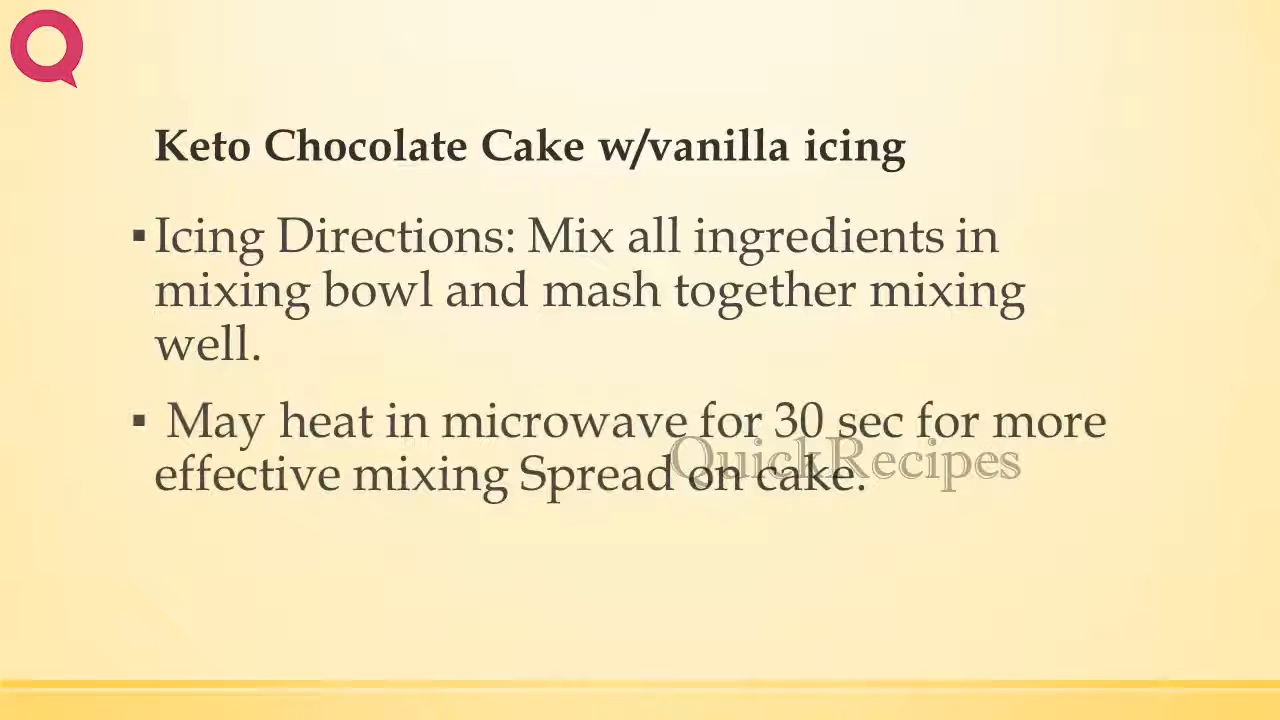 Keto Chocolate Cake w/vanilla icing
▪Icing Directions: Mix all ingredients in
mixing bowl and mash together mixing
well.
▪ May heat in microwave for 30 sec for more
effective mixing Spread on cake.
QuickRecipes